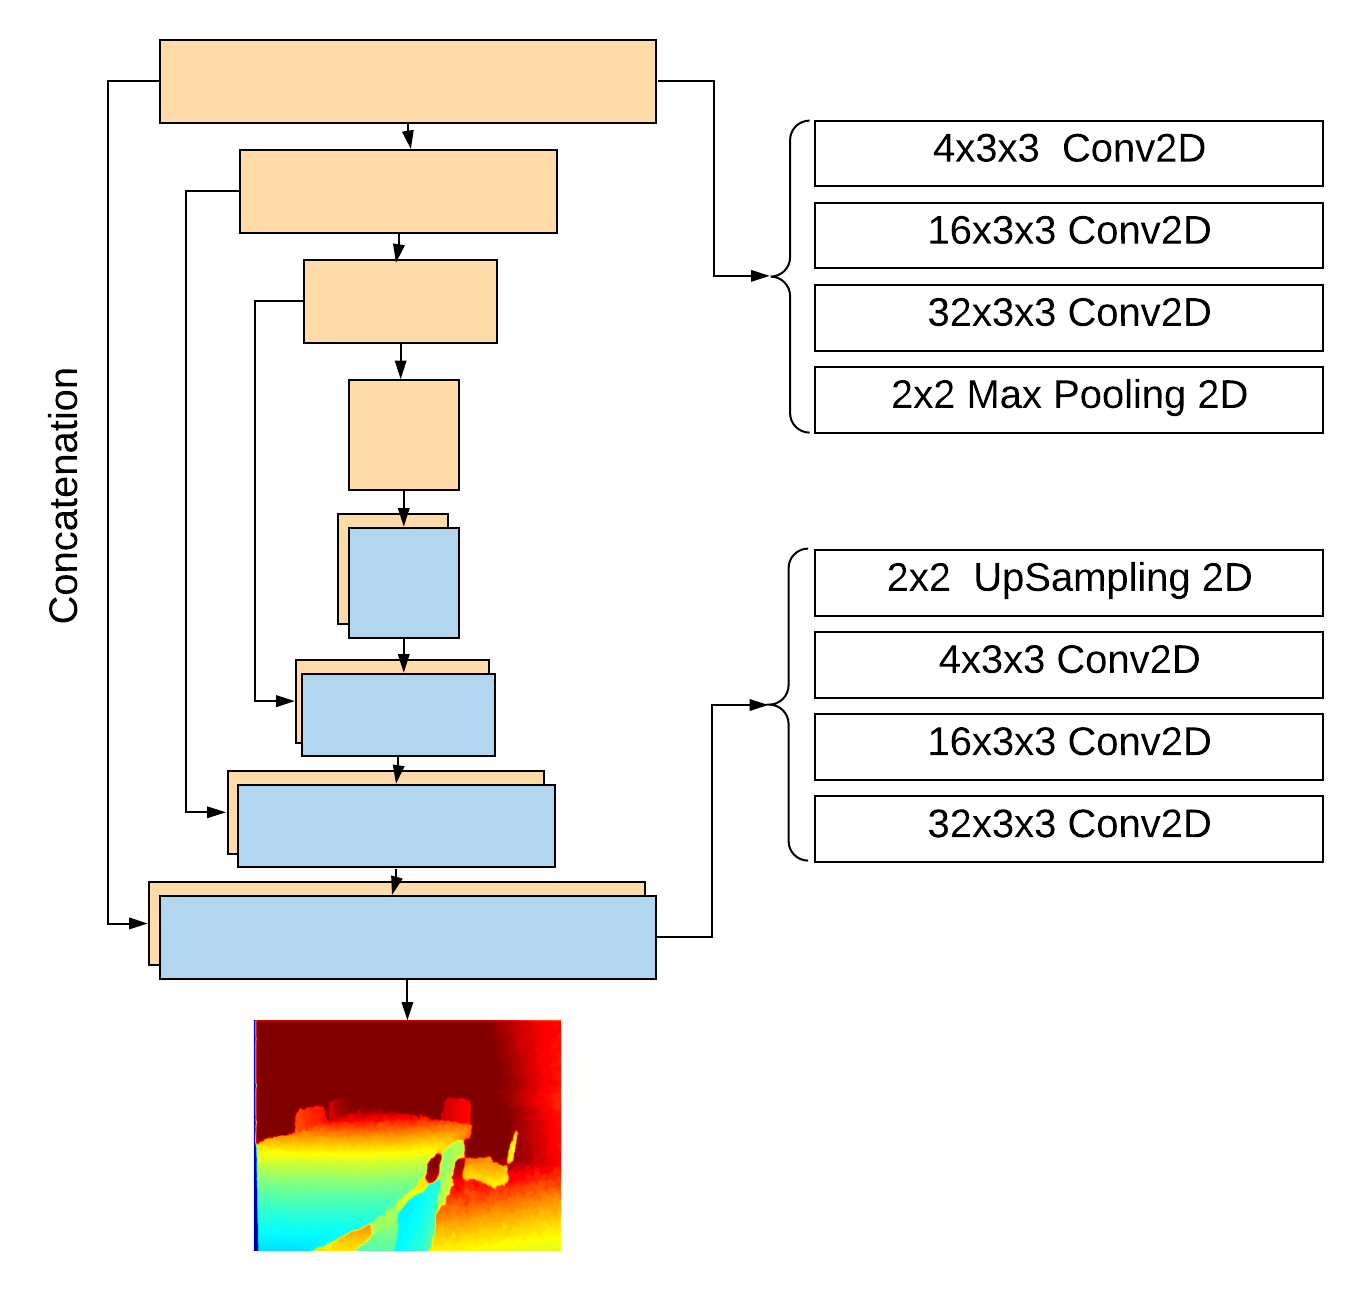 Concatenation
4x3x3 Conv2D
16x3x3 Conv2D
32x3x3 Conv2D
2x2 Max Pooling 2D
2x2 UpSampling 2D
4x3x3 Conv2D
16x3x3 Conv2D
32x3x3 Conv2D